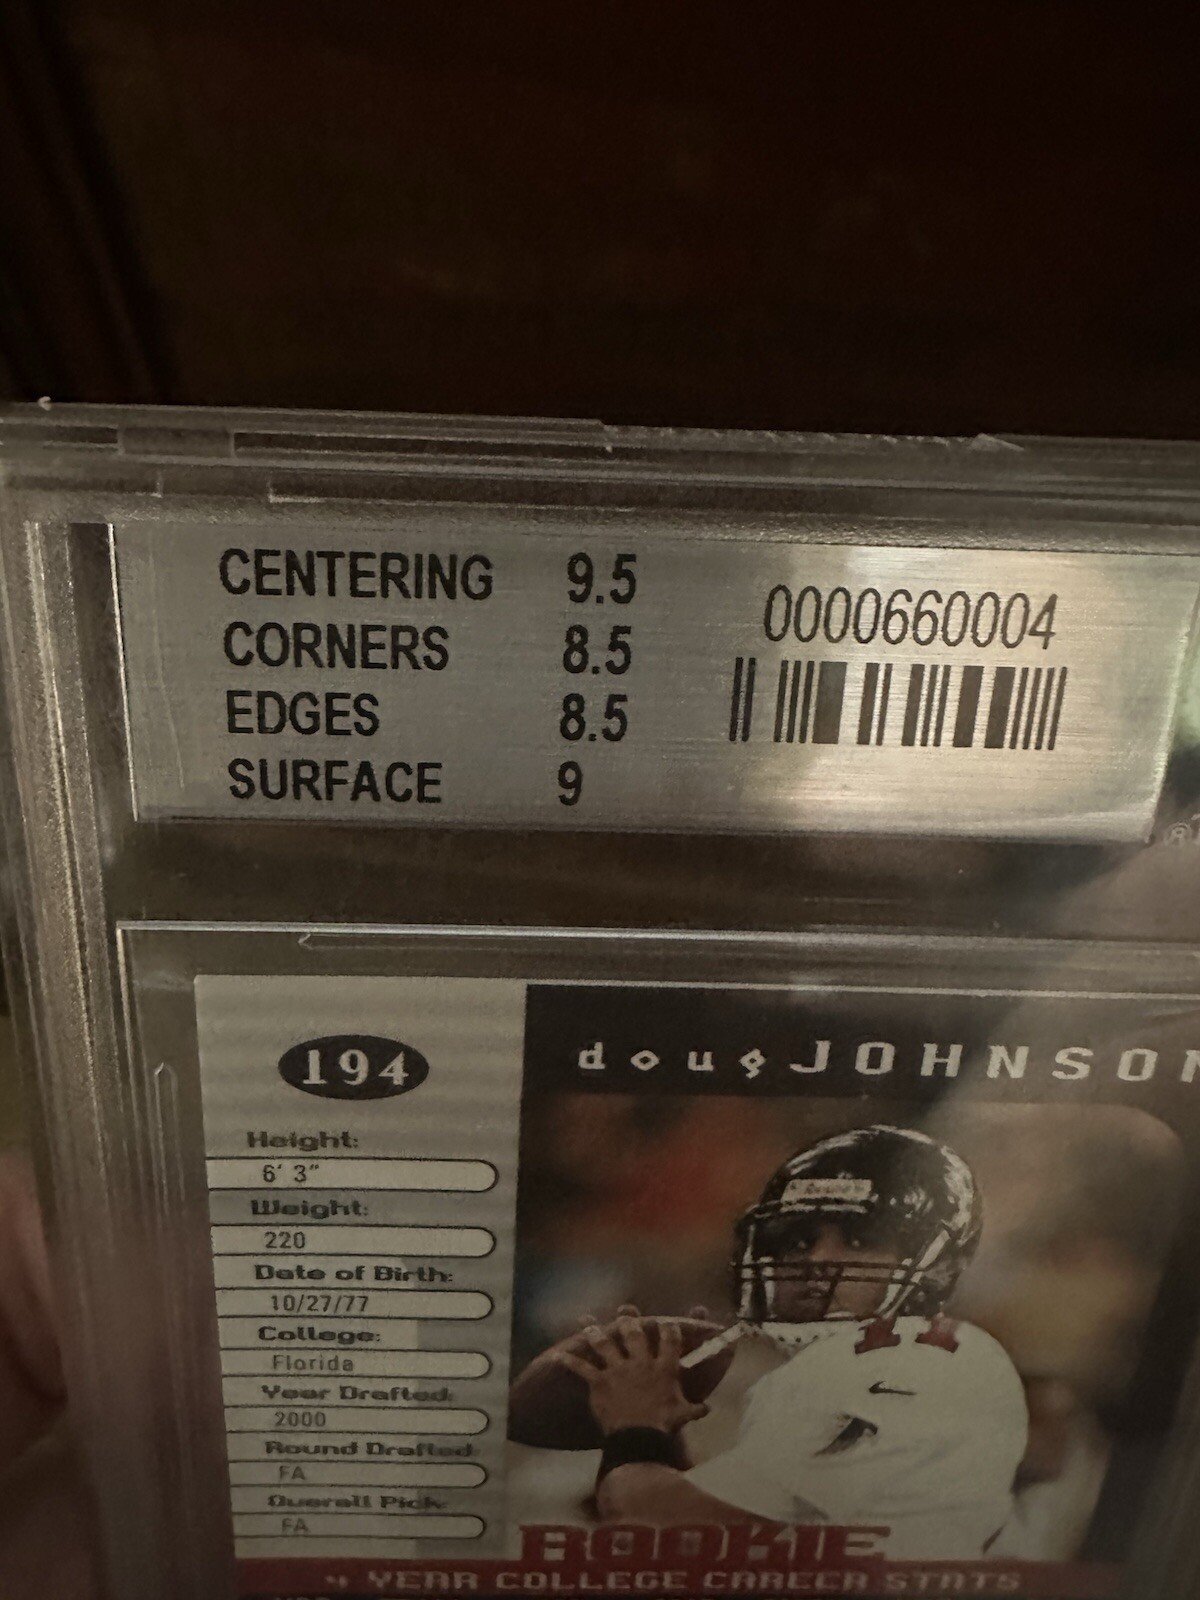 CENTERING 9.5
CORNERS 8.5
EDGES 8.5
SURFACE 9
0000660004
®
194
doug JOHNSON
Height:
6' 3"
Weight:
220
Date of Birth:
10/27/77
College:
Florida
Year Drafted:
2000
Round Drafted:
FA
Overall Pick:
FA
11
ROOKIE
4 YEAR COLLEGE CAREER STATS